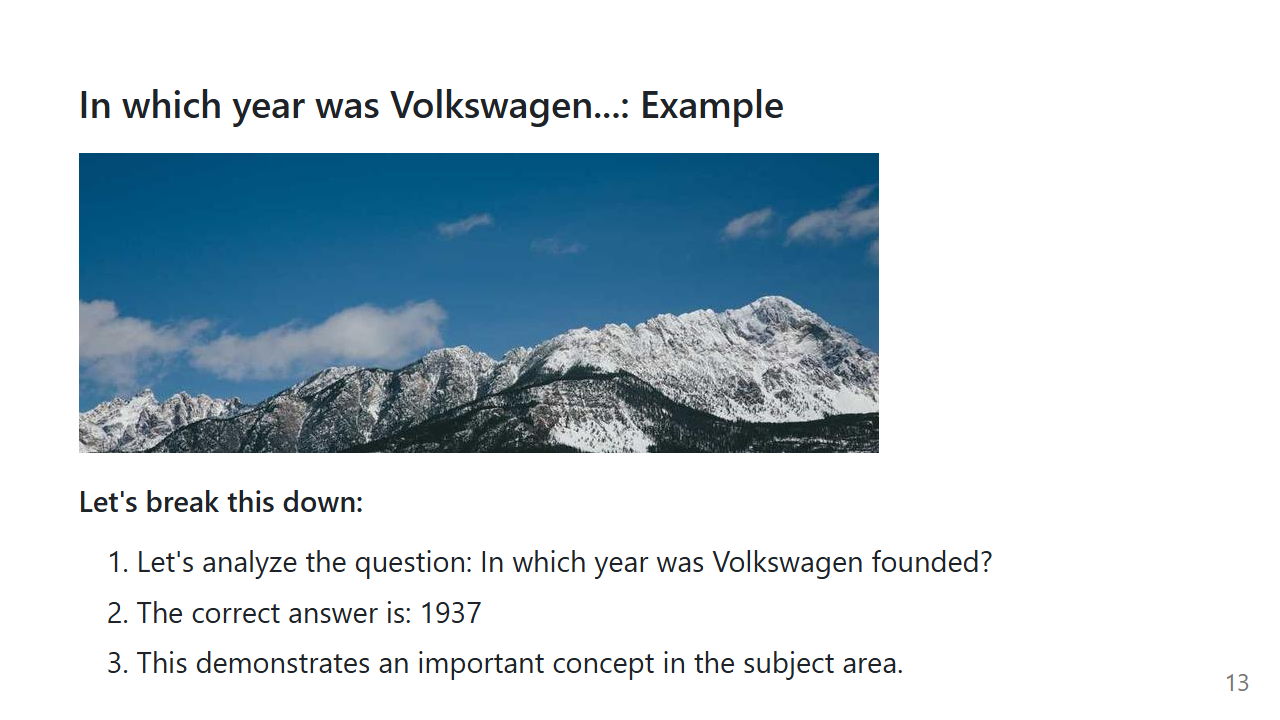 In which year was Volkswagen...: Example
Let's break this down:
1. Let's analyze the question: In which year was Volkswagen founded?
2. The correct answer is: 1937
3. This demonstrates an important concept in the subject area.
13